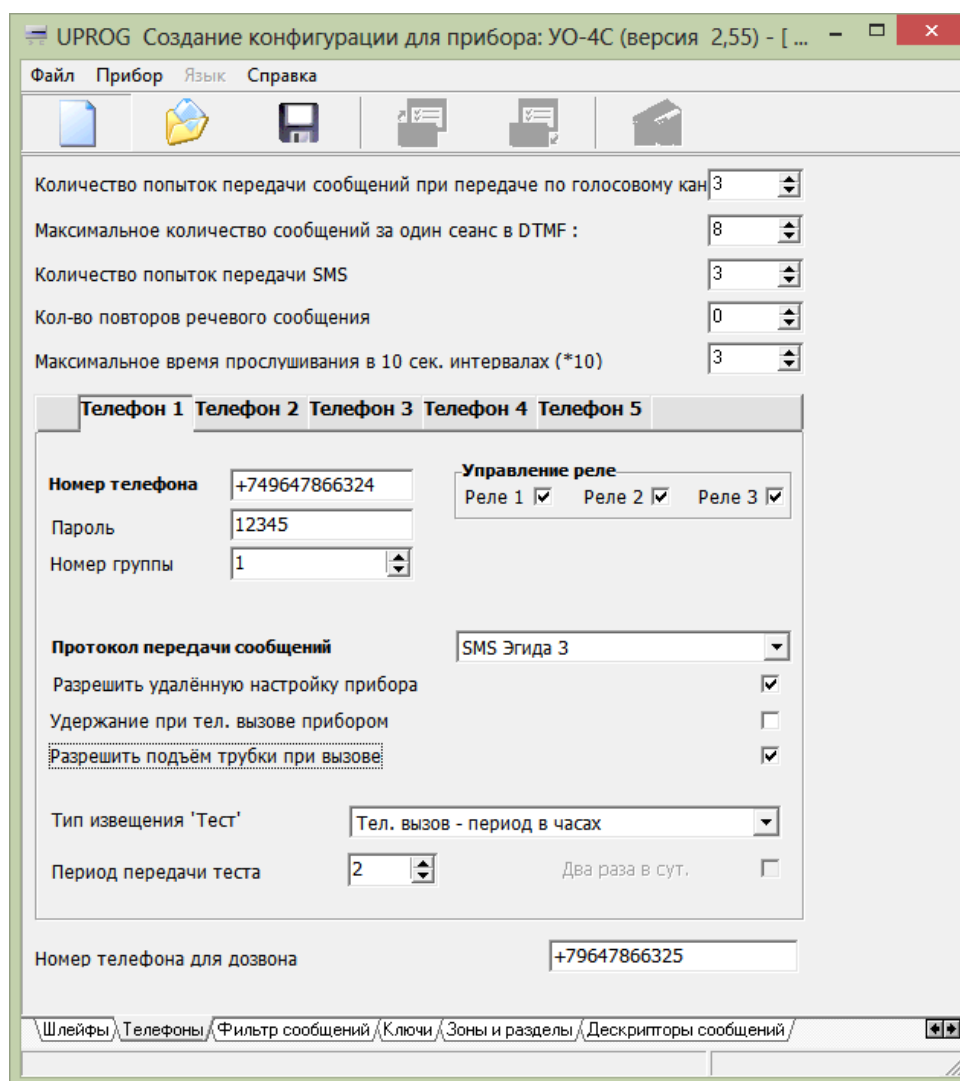 UPROG Создание конфигурации для прибора: УО-4С (версия 2,55) - [ ...
Файл Прибор Язык Справка
Количество попыток передачи сообщений при передаче по голосовому кан 3
Максимальное количество сообщений за один сеанс в DTMF : 8
Количество попыток передачи SMS 3
Кол-во повторов речевого сообщения 0
Максимальное время прослушивания в 10 сек. интервалах (*10) 3
Телефон 1 Телефон 2 Телефон 3 Телефон 4 Телефон 5
Управление реле
Номер телефона +749647866324 Реле 1 Реле 2 Реле 3
Пароль 12345
Номер группы 1
Протокол передачи сообщений SMS Эгида 3
Разрешить удалённую настройку прибора
Удержание при тел. вызове прибором
Разрешить подъём трубки при вызове
Тип извещения 'Тест' Тел. вызов - период в часах
Период передачи теста 2 Два раза в сут.
Номер телефона для дозвона +79647866325
Шлейфы Телефоны Фильтр сообщений Ключи Зоны и разделы Дескрипторы сообщений